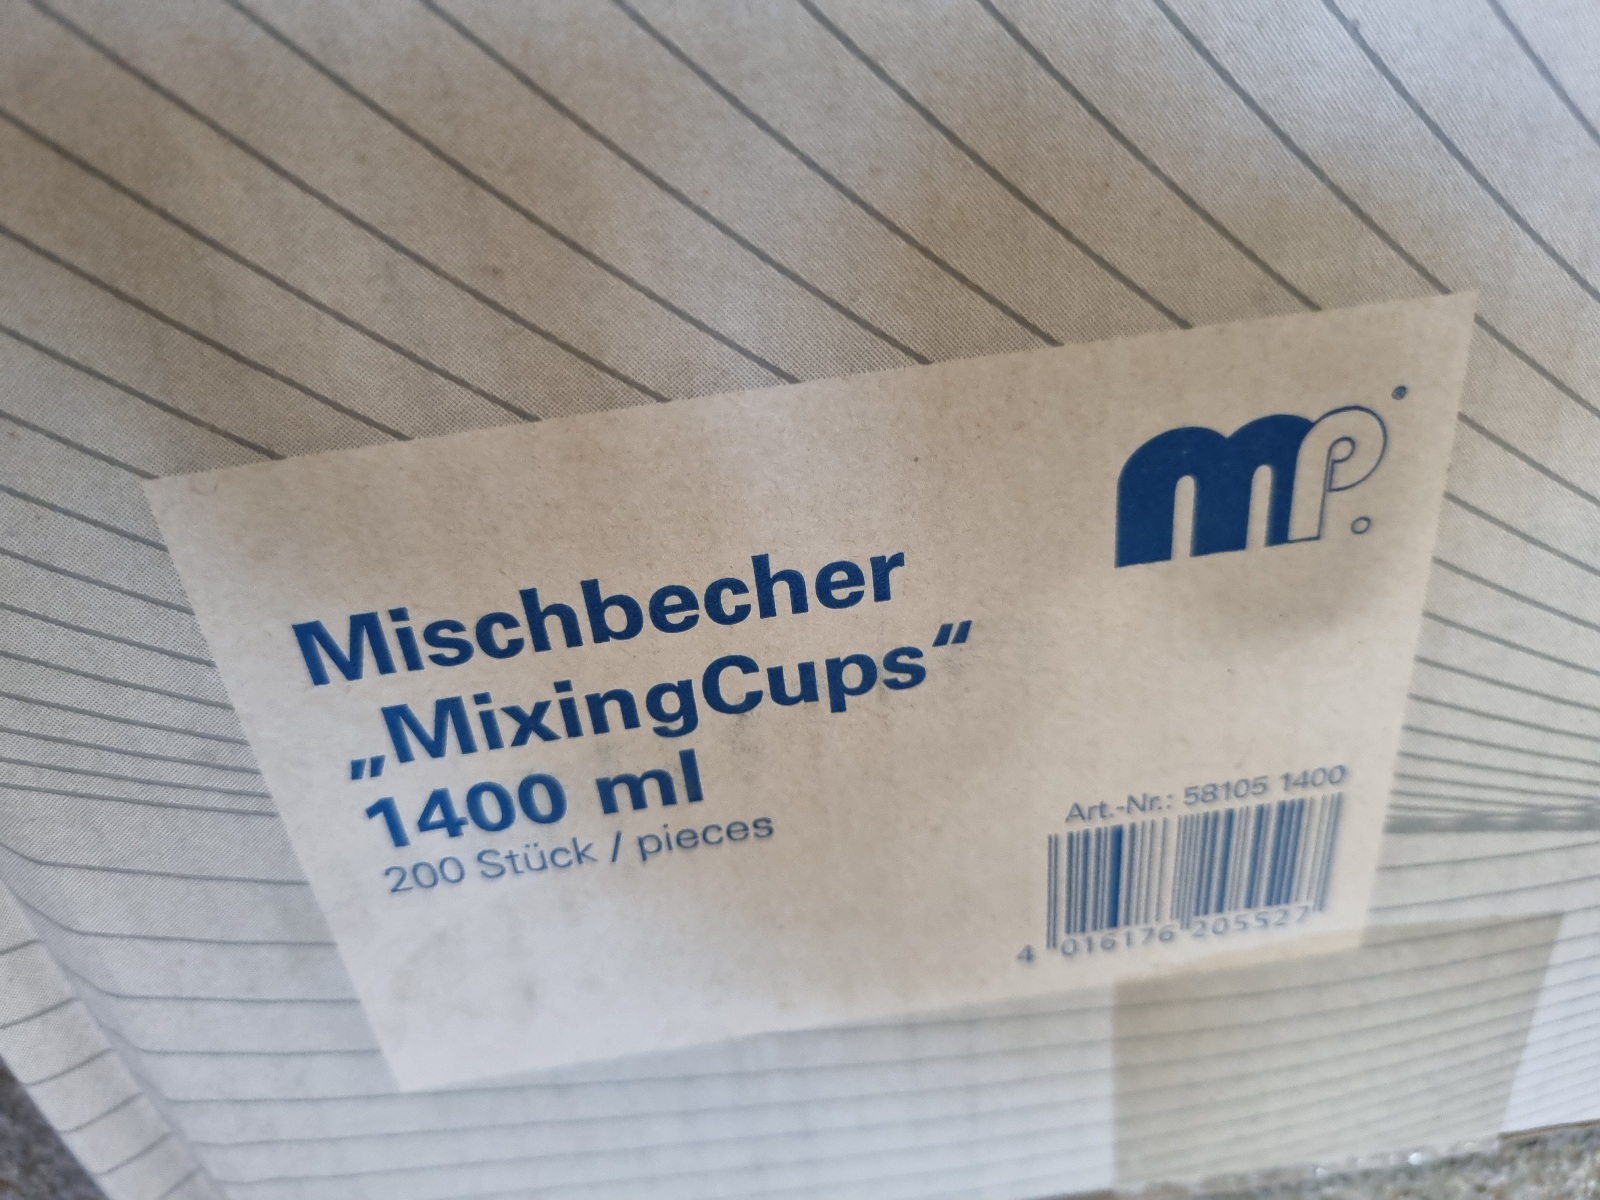 mp.
Mischbecher
„MixingCups“
1400 ml
200 Stück / pieces
Art.-Nr.: 58105 1400
4 016176 205527